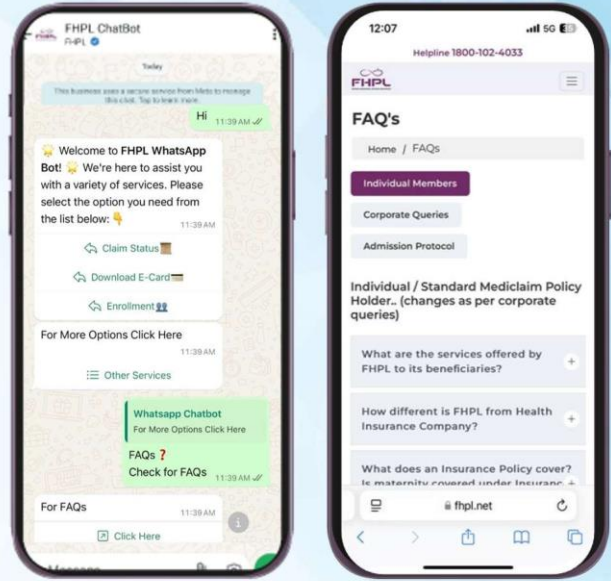 FHPL ChatBot
FHPL
Today
This business uses a secure service from Meta to manage
this chat. Tap to learn more.
Hi
11:39 AM
Welcome to FHPL WhatsApp
Bot! We're here to assist you
with a variety of services. Please
select the option you need from
the list below:
11:39 AM
Claim Status
Download E-Card
Enrollment
For More Options Click Here
11:39 AM
Other Services
Whatsapp Chatbot
For More Options Click Here
FAQs ?
Check for FAQs
11:39 AM
For FAQs
11:39 AM
Click Here
Message
12:07
5G
Helpline 1800-102-4033
FHPL
FAQ's
Home / FAQs
Individual Members
Corporate Queries
Admission Protocol
Individual / Standard Mediclaim Policy
Holder.. (changes as per corporate
queries)
What are the services offered by
FHPL to its beneficiaries?
+
How different is FHPL from Health
Insurance Company?
+
What does an Insurance Policy cover?
Is maternity covered under Insuranc
+
fhpl.net